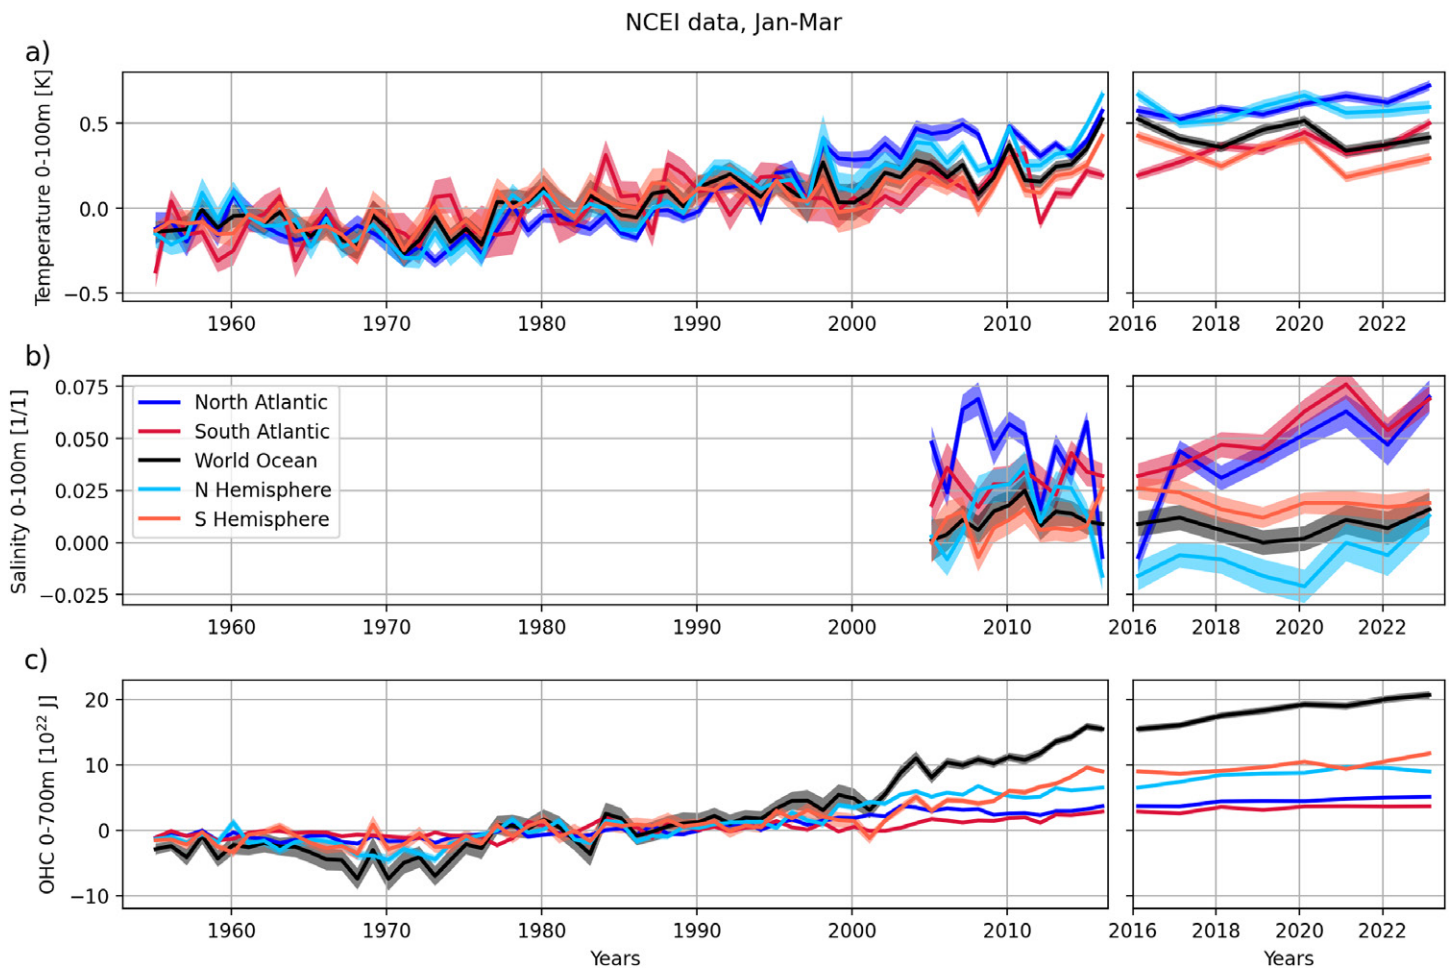 NCEI data, Jan-Mar
a)
Temperature 0-100m [K]
0.5
0.0
−0.5
1960 1970 1980 1990 2000 2010 2016 2018 2020 2022
b)
Salinity 0-100m [1/1]
0.075
0.050
0.025
0.000
−0.025
North Atlantic
South Atlantic
World Ocean
N Hemisphere
S Hemisphere
1960 1970 1980 1990 2000 2010 2016 2018 2020 2022
c)
OHC 0-700m [10²² J]
20
10
0
−10
1960 1970 1980 1990 2000 2010 2016 2018 2020 2022
Years Years